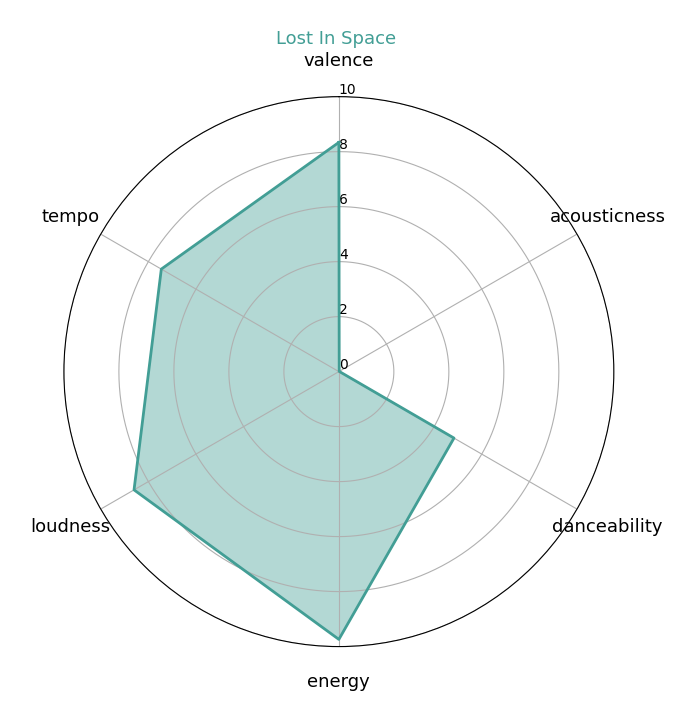 Lost In Space
valence
10
8
tempo
acousticness
6
4
2
0
loudness
danceability
energy